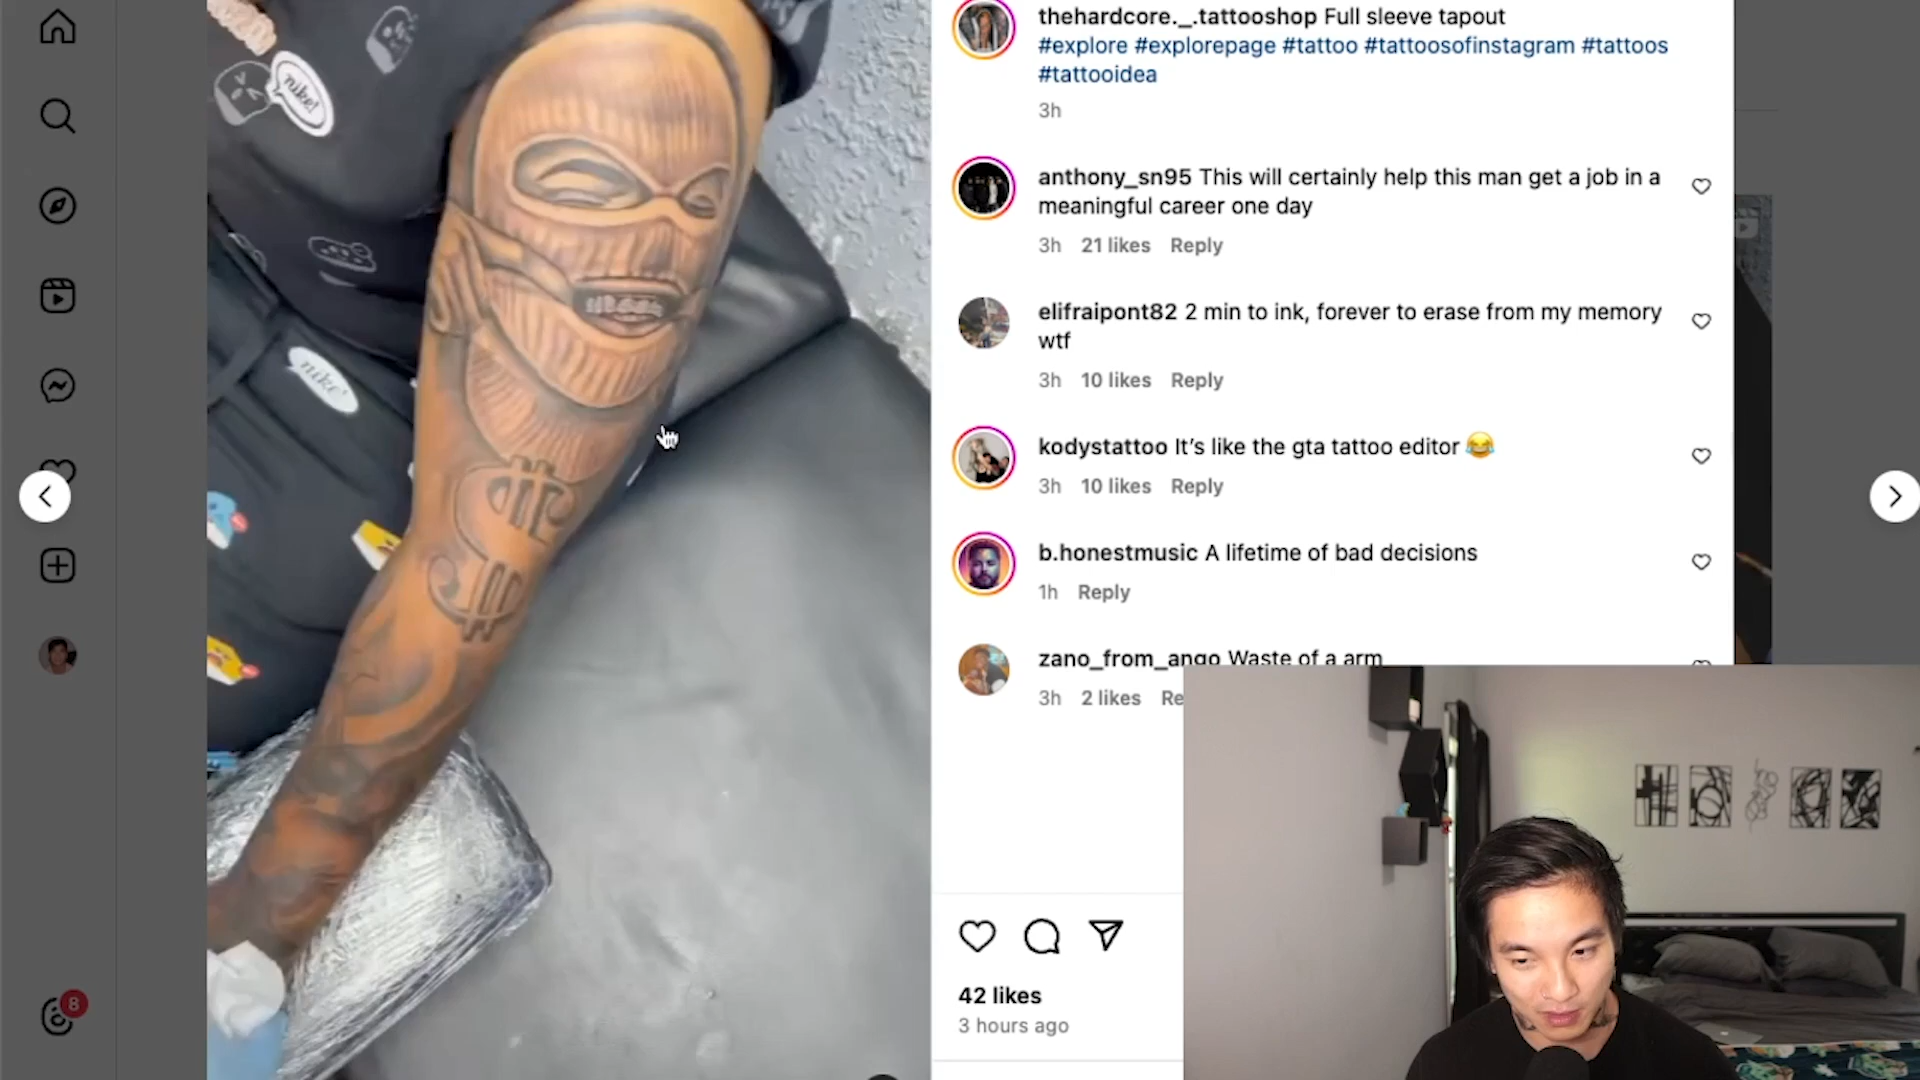 nike!
nike
thehardcore._.tattooshop Full sleeve tapout
#explore #explorepage #tattoo #tattoosofinstagram #tattoos
#tattooidea
3h
anthony_sn95 This will certainly help this man get a job in a
meaningful career one day
3h 21 likes Reply
elifraipont82 2 min to ink, forever to erase from my memory
wtf
3h 10 likes Reply
kodystattoo It's like the gta tattoo editor 😂
3h 10 likes Reply
b.honestmusic A lifetime of bad decisions
1h Reply
zano_from_ango Waste of a arm
3h 2 likes Re
42 likes
3 hours ago
8